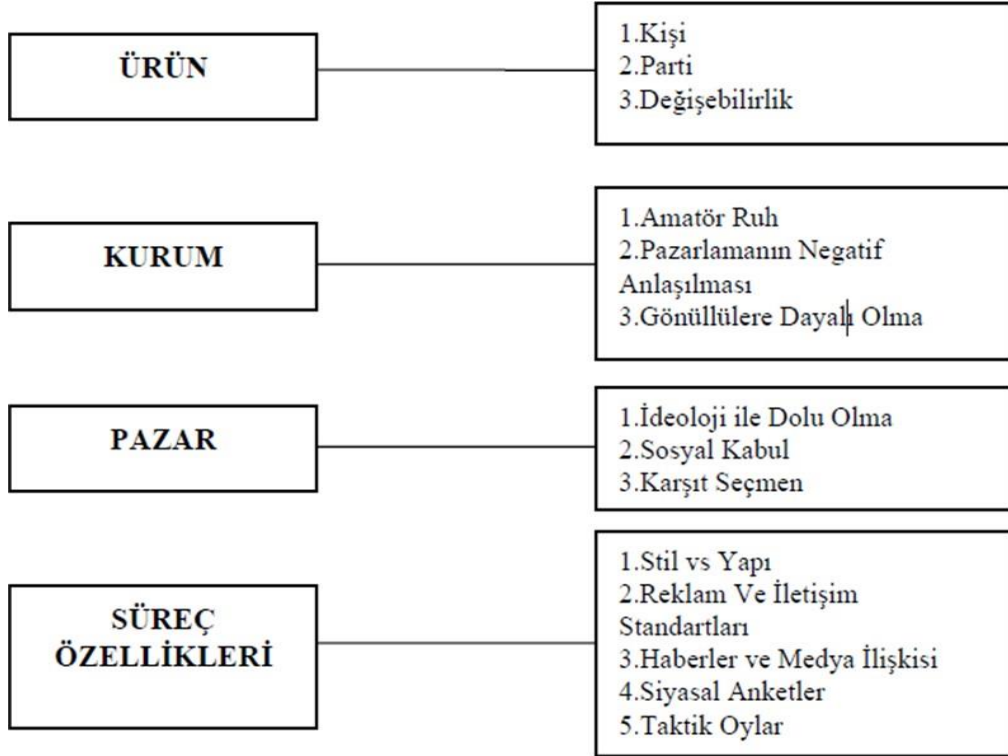 ÜRÜN
1.Kişi
2.Parti
3.Değişebilirlik
KURUM
1.Amatör Ruh
2.Pazarlamanın Negatif
Anlaşılması
3.Gönüllülere Dayalı Olma
PAZAR
1.İdeoloji ile Dolu Olma
2.Sosyal Kabul
3.Karşıt Seçmen
SÜREÇ
ÖZELLİKLERİ
1.Stil vs Yapı
2.Reklam Ve İletişim
Standartları
3.Haberler ve Medya İlişkisi
4.Siyasal Anketler
5.Taktik Oylar